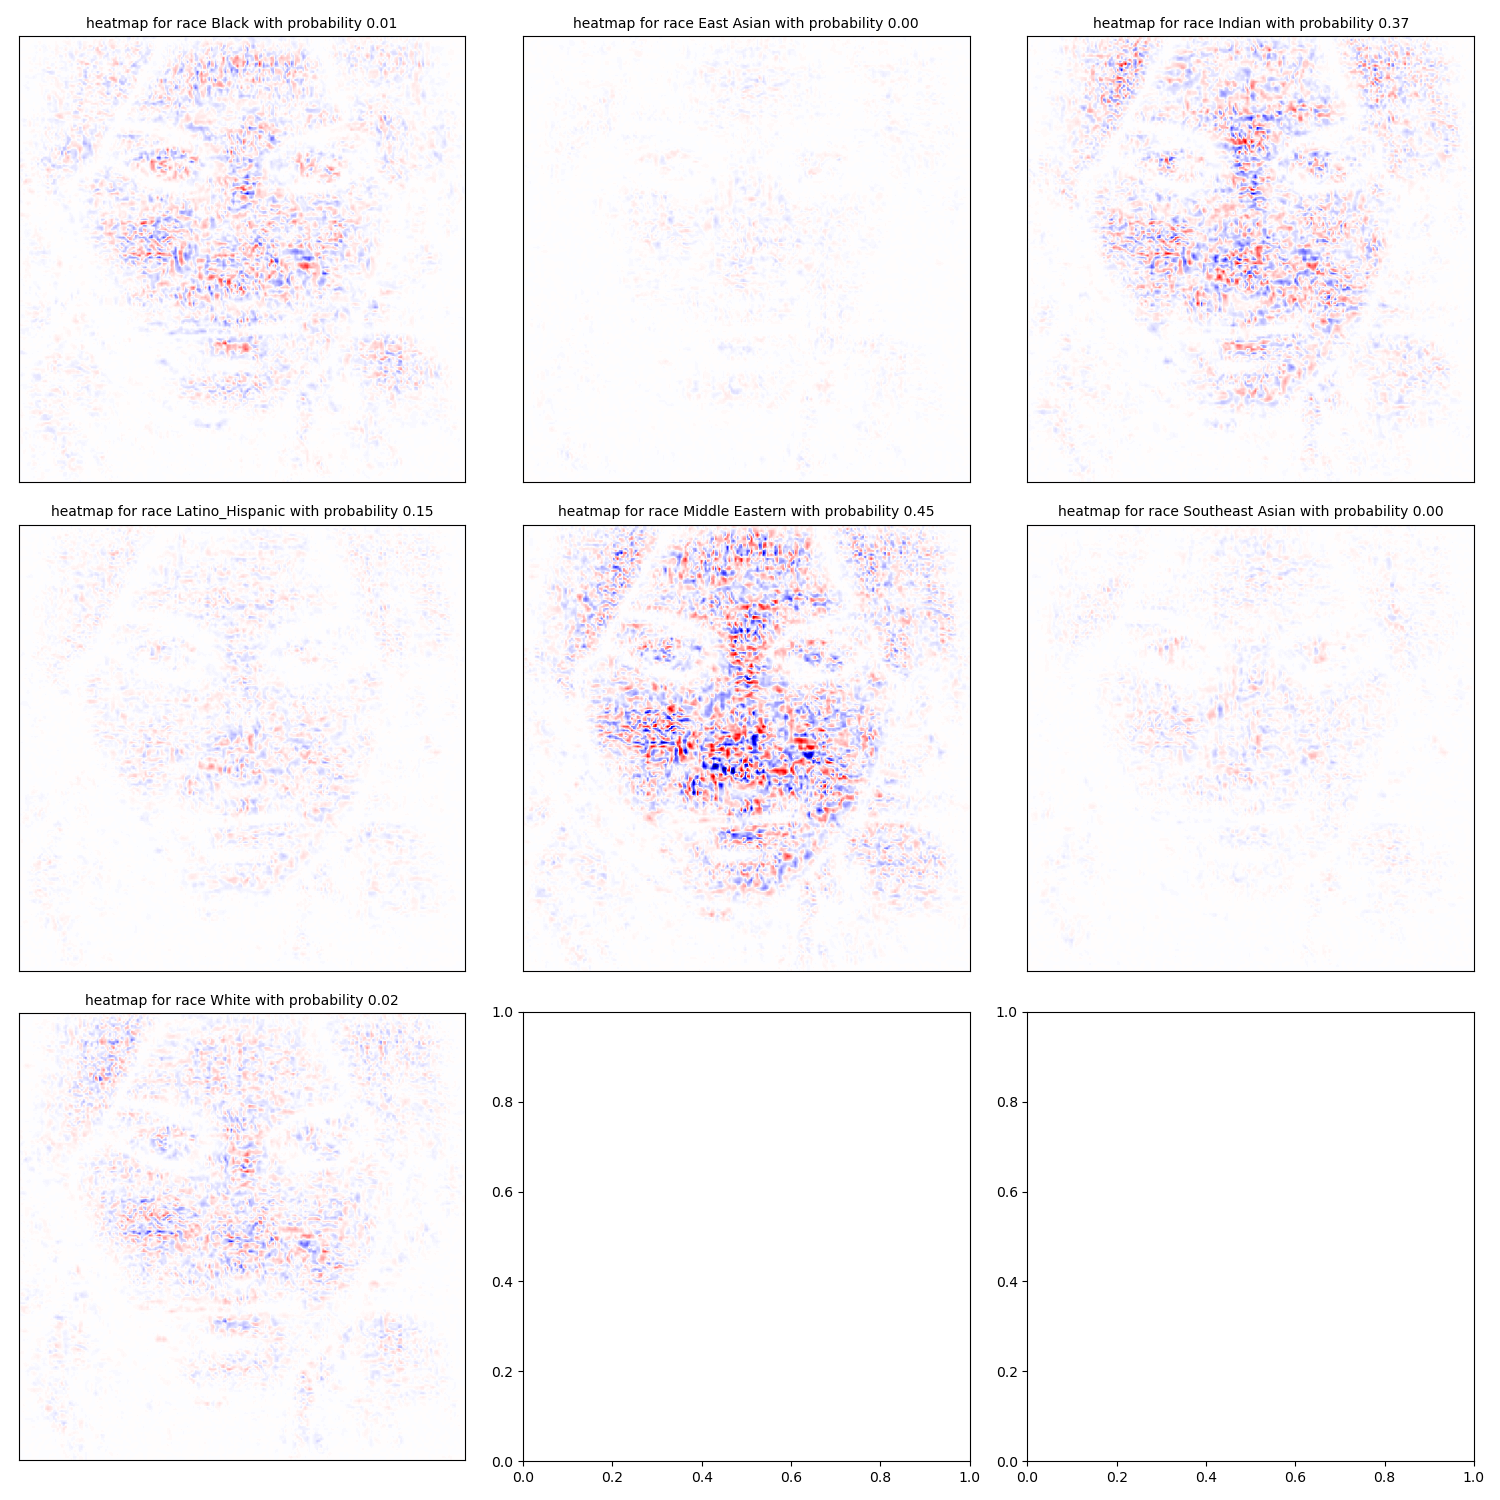 heatmap for race Black with probability 0.01
heatmap for race East Asian with probability 0.00
heatmap for race Indian with probability 0.37
heatmap for race Latino_Hispanic with probability 0.15
heatmap for race Middle Eastern with probability 0.45
heatmap for race Southeast Asian with probability 0.00
heatmap for race White with probability 0.02
1.0
0.8
0.6
0.4
0.2
0.0
0.0 0.2 0.4 0.6 0.8 1.0
1.0
0.8
0.6
0.4
0.2
0.0
0.0 0.2 0.4 0.6 0.8 1.0